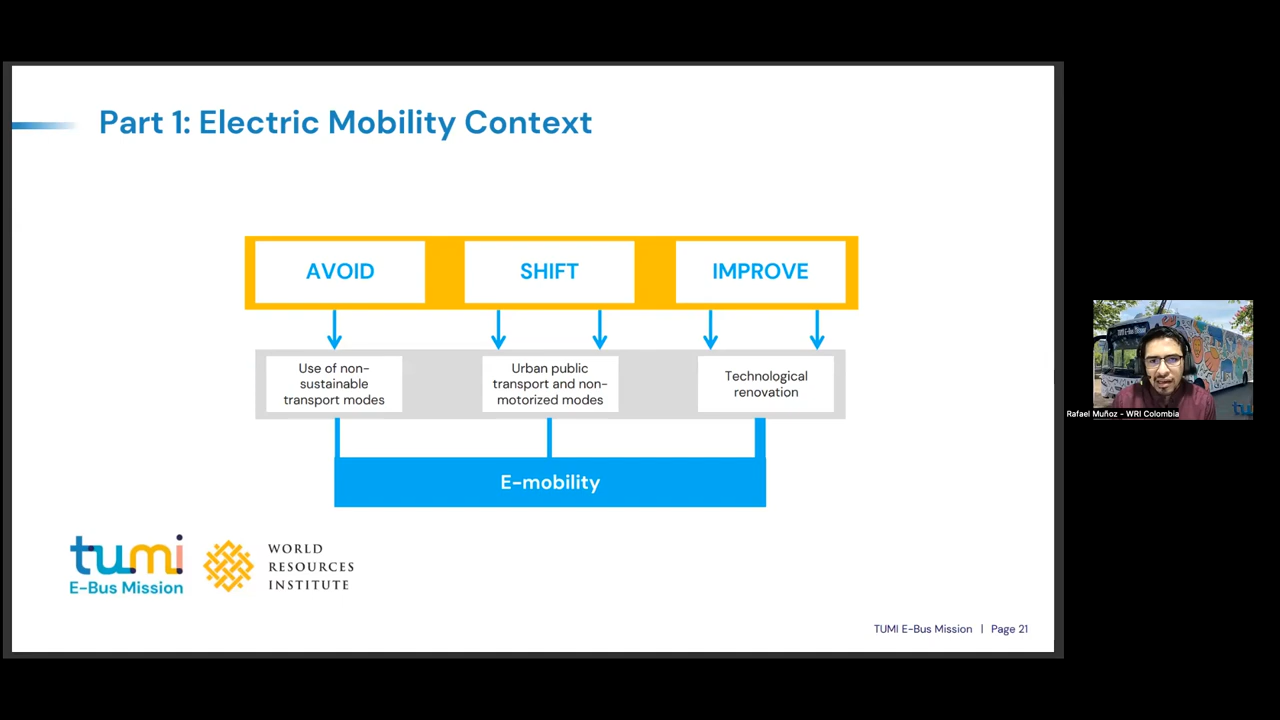 Part 1: Electric Mobility Context
AVOID
SHIFT
IMPROVE
Use of non-
sustainable
transport modes
Urban public
transport and non-
motorized modes
Technological
renovation
E-mobility
tumi
E-Bus Mission
WORLD
RESOURCES
INSTITUTE
TUMI E-Bus Mission | Page 21
Rafael Muñoz - WRI Colombia